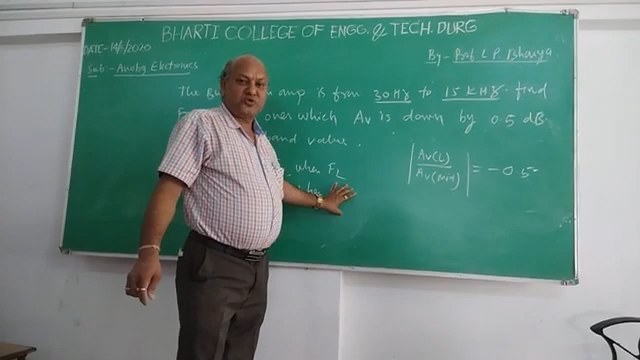 BHARTI COLLEGE OF ENGG. & TECH. DURG
DATE-14/5/2020
By- Prof. L P Bhaiya
Sub:- Analog Electronics
The B amp is from 30 Hz to 15 KHz find
F over which Av is down by 0.5 dB
band value.
when FL
|Av(L) / Av(Mid)| = -0.5